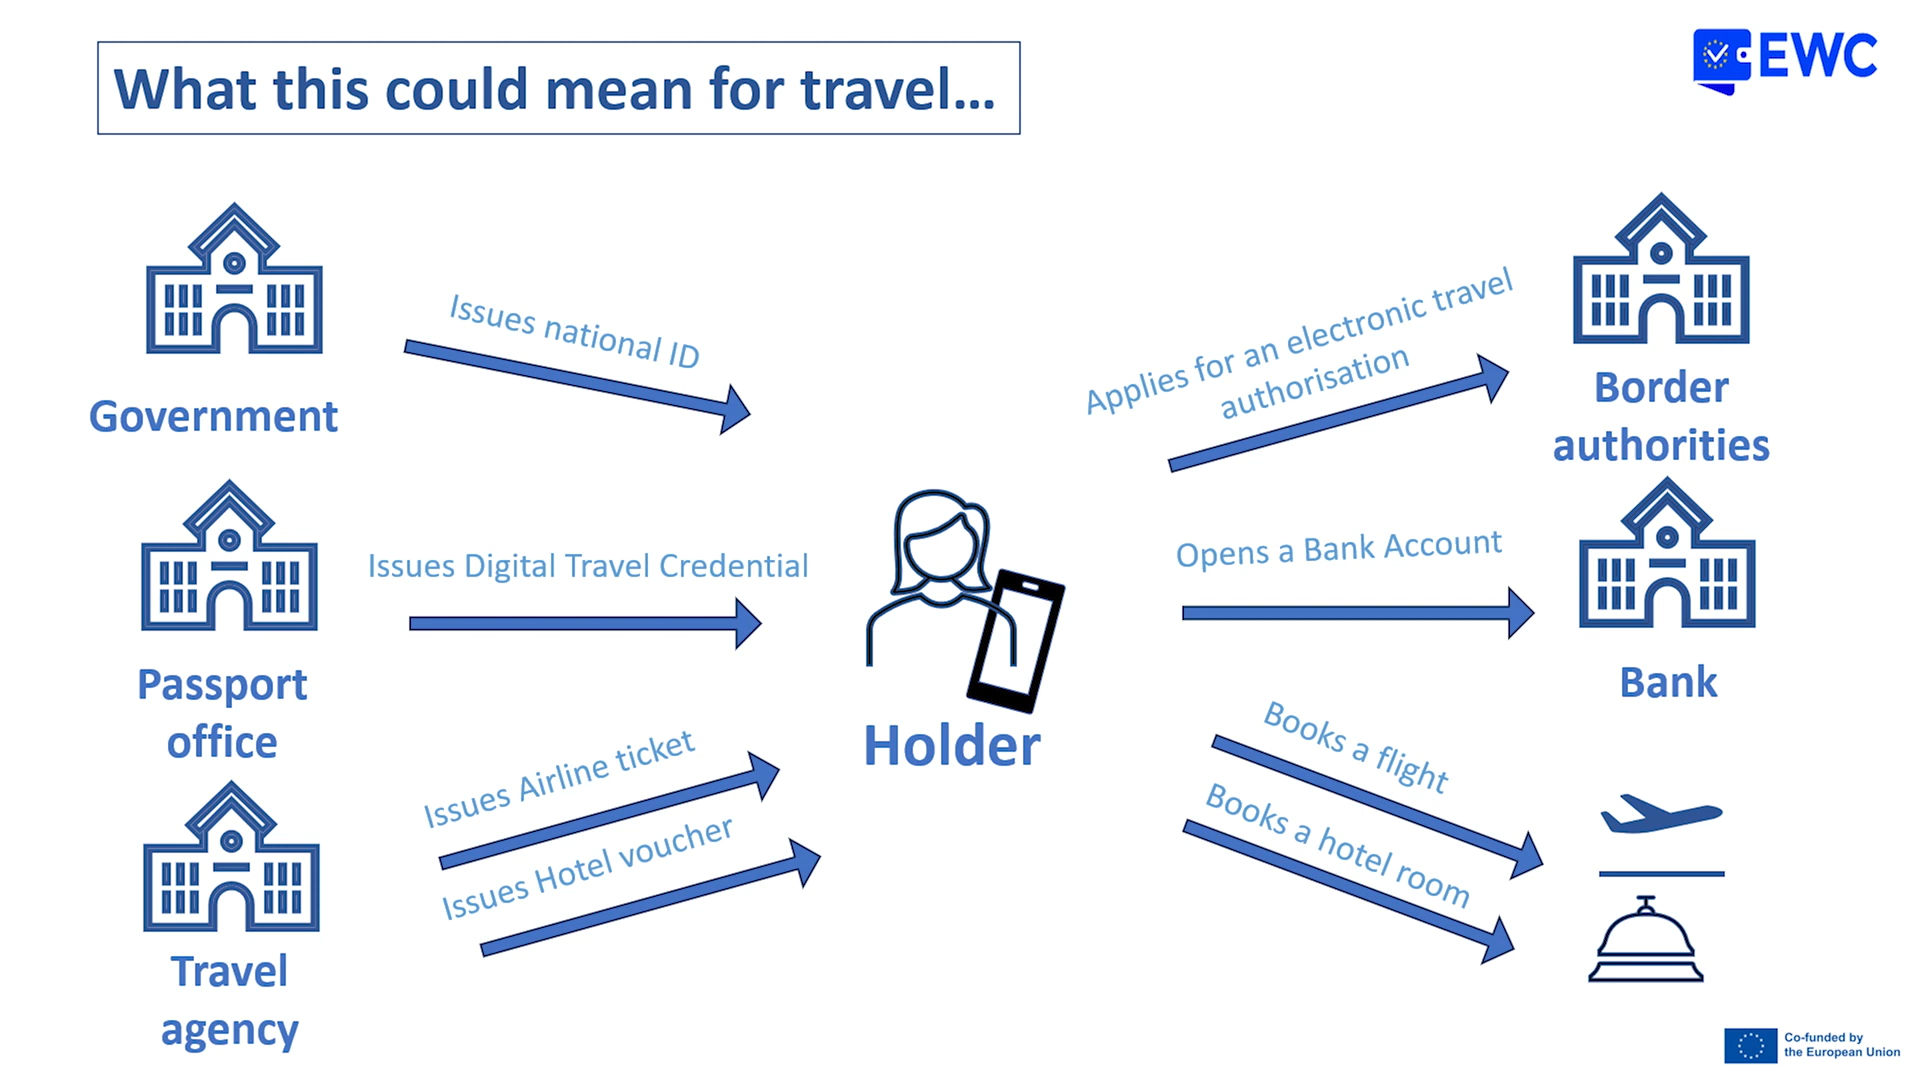 What this could mean for travel...
EWC
Government
Issues national ID
Passport
office
Issues Digital Travel Credential
Travel
agency
Issues Airline ticket
Issues Hotel voucher
Holder
Applies for an electronic travel
authorisation
Border
authorities
Opens a Bank Account
Bank
Books a flight
Books a hotel room
Co-funded by
the European Union